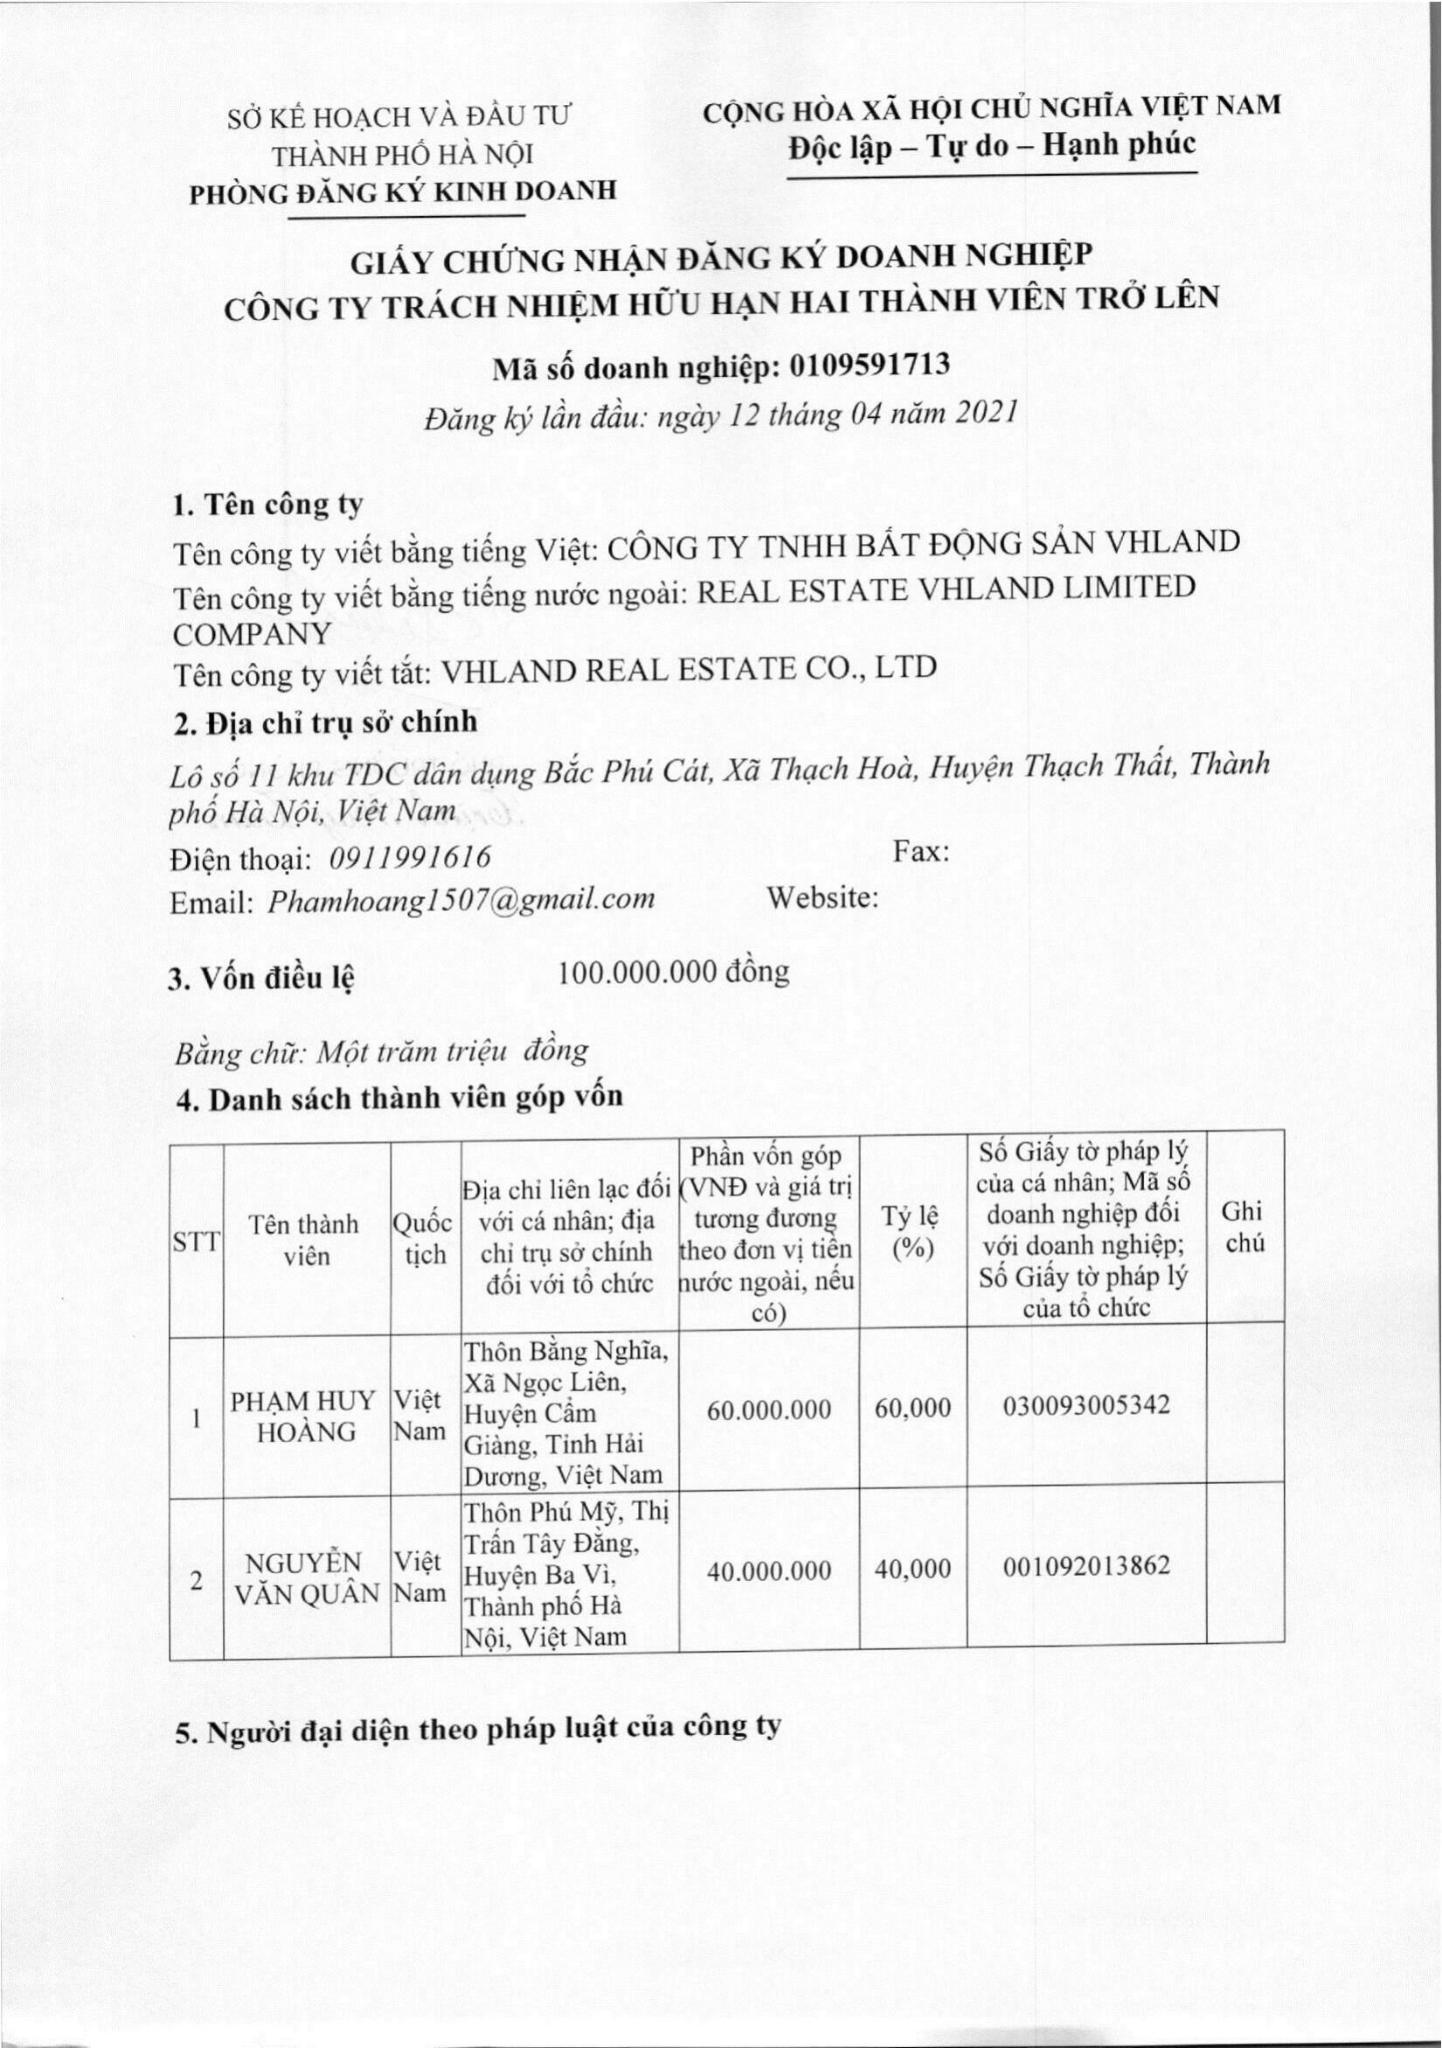 SỞ KẾ HOẠCH VÀ ĐẦU TƯ
THÀNH PHỐ HÀ NỘI
PHÒNG ĐĂNG KÝ KINH DOANH
CỘNG HÒA XÃ HỘI CHỦ NGHĨA VIỆT NAM
Độc lập – Tự do – Hạnh phúc
GIẤY CHỨNG NHẬN ĐĂNG KÝ DOANH NGHIỆP
CÔNG TY TRÁCH NHIỆM HỮU HẠN HAI THÀNH VIÊN TRỞ LÊN
Mã số doanh nghiệp: 0109591713
Đăng ký lần đầu: ngày 12 tháng 04 năm 2021
1. Tên công ty
Tên công ty viết bằng tiếng Việt: CÔNG TY TNHH BẤT ĐỘNG SẢN VHLAND
Tên công ty viết bằng tiếng nước ngoài: REAL ESTATE VHLAND LIMITED
COMPANY
Tên công ty viết tắt: VHLAND REAL ESTATE CO., LTD
2. Địa chỉ trụ sở chính
Lô số 11 khu TDC dân dụng Bắc Phú Cát, Xã Thạch Hoà, Huyện Thạch Thất, Thành
phố Hà Nội, Việt Nam
Điện thoại: 0911991616 Fax:
Email: Phamhoang1507@gmail.com Website:
3. Vốn điều lệ 100.000.000 đồng
Bằng chữ: Một trăm triệu đồng
4. Danh sách thành viên góp vốn
STT
Tên thành
viên
Quốc
tịch
Địa chỉ liên lạc đối
với cá nhân; địa
chỉ trụ sở chính
đối với tổ chức
Phần vốn góp
(VNĐ và giá trị
tương đương
theo đơn vị tiền
nước ngoài, nếu
có)
Tỷ lệ
(%)
Số Giấy tờ pháp lý
của cá nhân; Mã số
doanh nghiệp đối
với doanh nghiệp;
Số Giấy tờ pháp lý
của tổ chức
Ghi
chú
1
PHẠM HUY
HOÀNG
Việt
Nam
Thôn Bằng Nghĩa,
Xã Ngọc Liên,
Huyện Cẩm
Giàng, Tỉnh Hải
Dương, Việt Nam
60.000.000
60,000
030093005342
2
NGUYỄN
VĂN QUÂN
Việt
Nam
Thôn Phú Mỹ, Thị
Trấn Tây Đằng,
Huyện Ba Vì,
Thành phố Hà
Nội, Việt Nam
40.000.000
40,000
001092013862
5. Người đại diện theo pháp luật của công ty